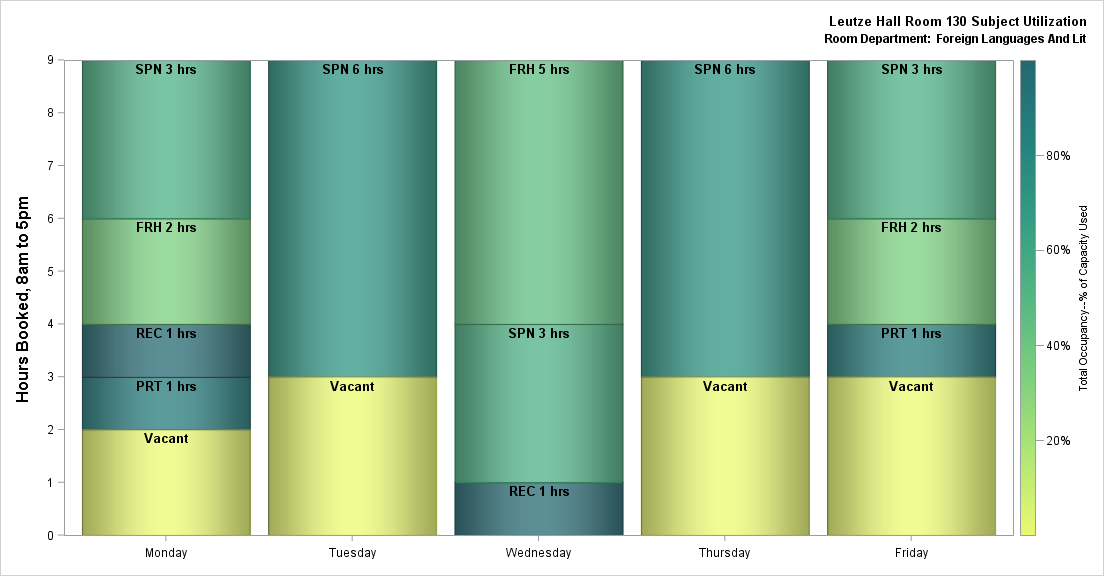 Leutze Hall Room 130 Subject Utilization
Room Department: Foreign Languages And Lit
Hours Booked, 8am to 5pm
9
8
7
6
5
4
3
2
1
0
SPN 3 hrs
FRH 2 hrs
REC 1 hrs
PRT 1 hrs
Vacant
SPN 6 hrs
Vacant
FRH 5 hrs
SPN 3 hrs
REC 1 hrs
SPN 6 hrs
Vacant
SPN 3 hrs
FRH 2 hrs
PRT 1 hrs
Vacant
Monday
Tuesday
Wednesday
Thursday
Friday
80%
60%
40%
20%
Total Occupancy--% of Capacity Used